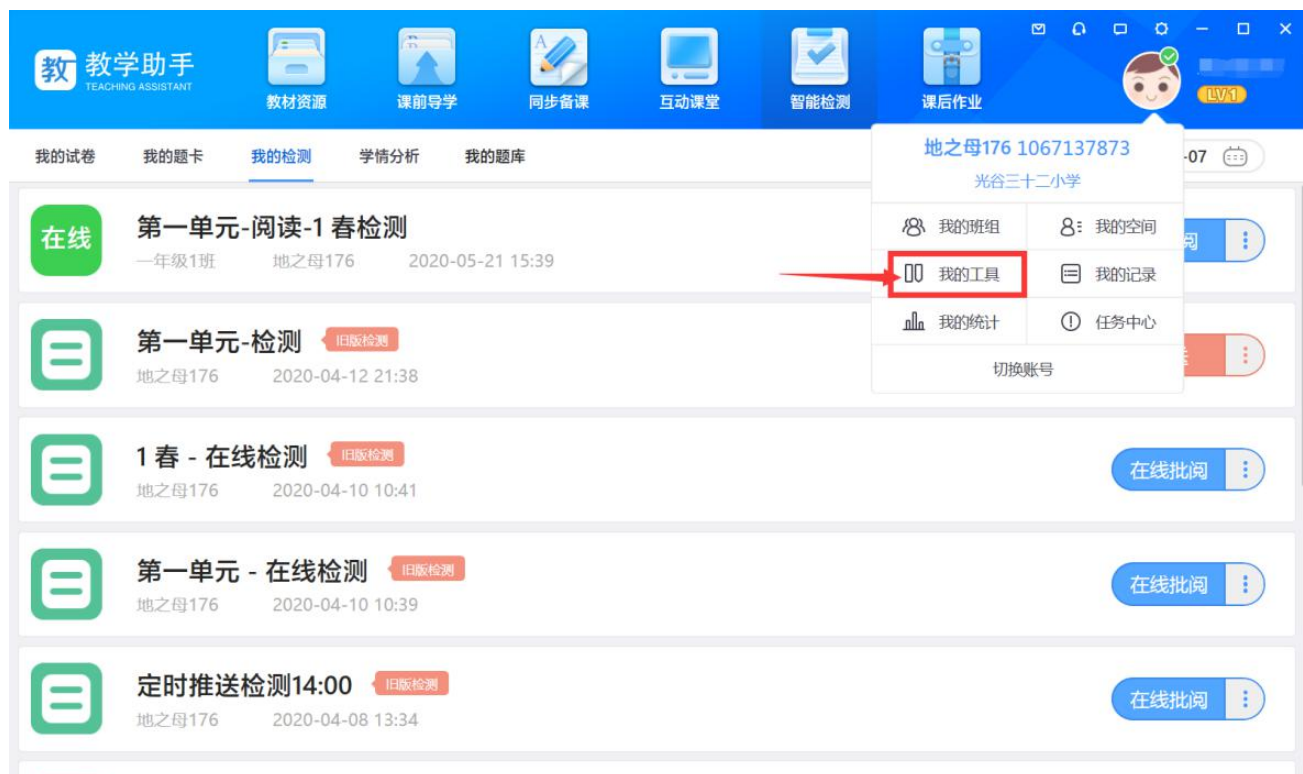 教 教学助手
TEACHING ASSISTANT
教材资源 课前导学 同步备课 互动课堂 智能检测 课后作业
LV1
我的试卷 我的题卡 我的检测 学情分析 我的题库
-07
地之母176 1067137873
光谷三十二小学
我的班组 我的空间
我的工具 我的记录
我的统计 任务中心
切换账号
在线 第一单元-阅读-1 春检测
一年级1班 地之母176 2020-05-21 15:39
阅
第一单元-检测 旧版检测
地之母176 2020-04-12 21:38
1 春 - 在线检测 旧版检测
地之母176 2020-04-10 10:41
在线批阅
第一单元 - 在线检测 旧版检测
地之母176 2020-04-10 10:39
在线批阅
定时推送检测14:00 旧版检测
地之母176 2020-04-08 13:34
在线批阅